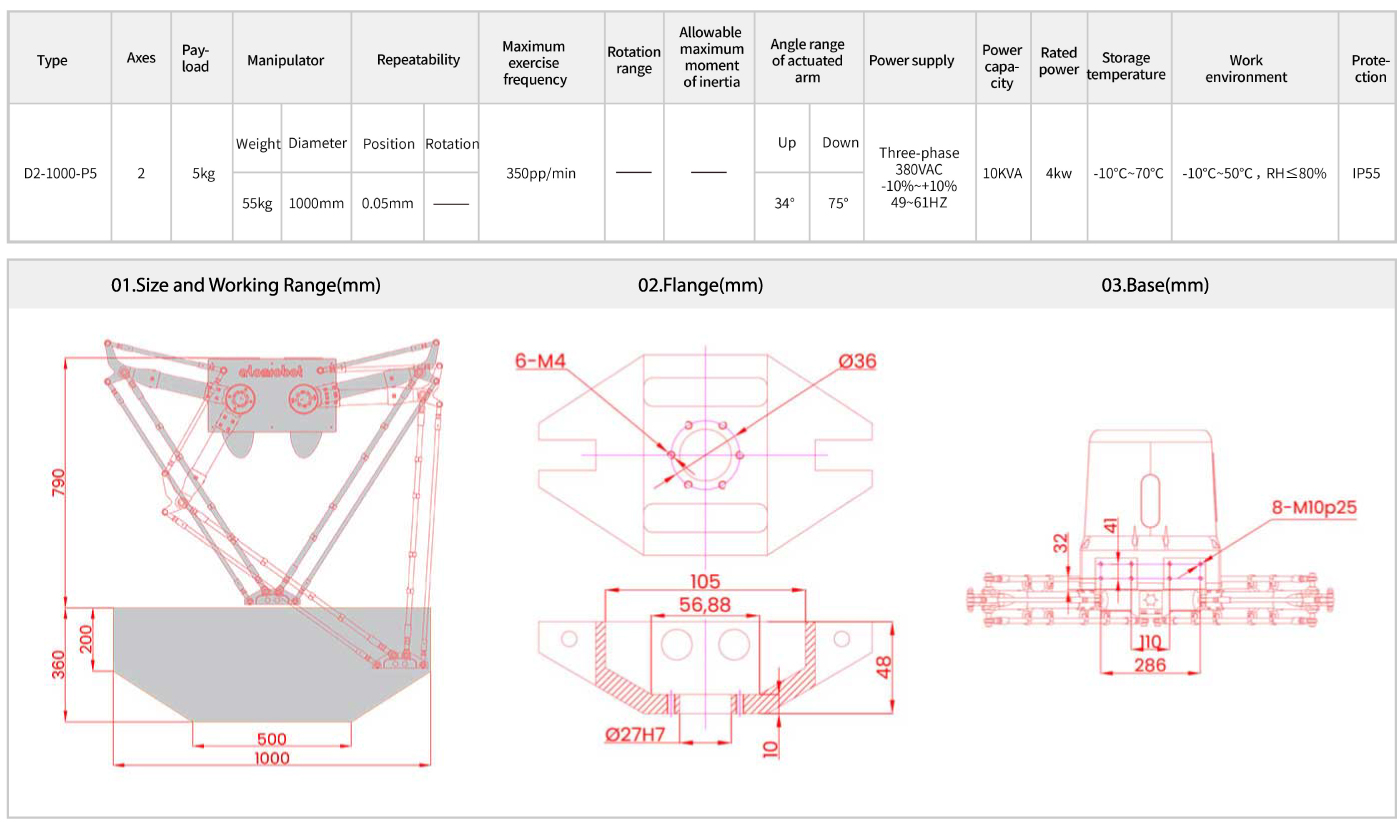 Type
Axes
Pay-
load
Manipulator
Repeatability
Maximum
exercise
frequency
Rotation
range
Allowable
maximum
moment
of inertia
Angle range
of actuated
arm
Power supply
Power
capa-
city
Rated
power
Storage
temperature
Work
environment
Prote-
ction
D2-1000-P5
2
5kg
Weight
Diameter
Position
Rotation
55kg
1000mm
0.05mm
——
350pp/min
——
——
Up
Down
34°
75°
Three-phase
380VAC
-10%~+10%
49~61HZ
10KVA
4kw
-10℃~70℃
-10℃~50℃ , RH≤80%
IP55
01.Size and Working Range(mm)
02.Flange(mm)
03.Base(mm)
atomrobot
790
200
360
500
1000
6-M4
Ø36
105
56,88
48
Ø27H7
10
8-M10p25
41
32
110
286